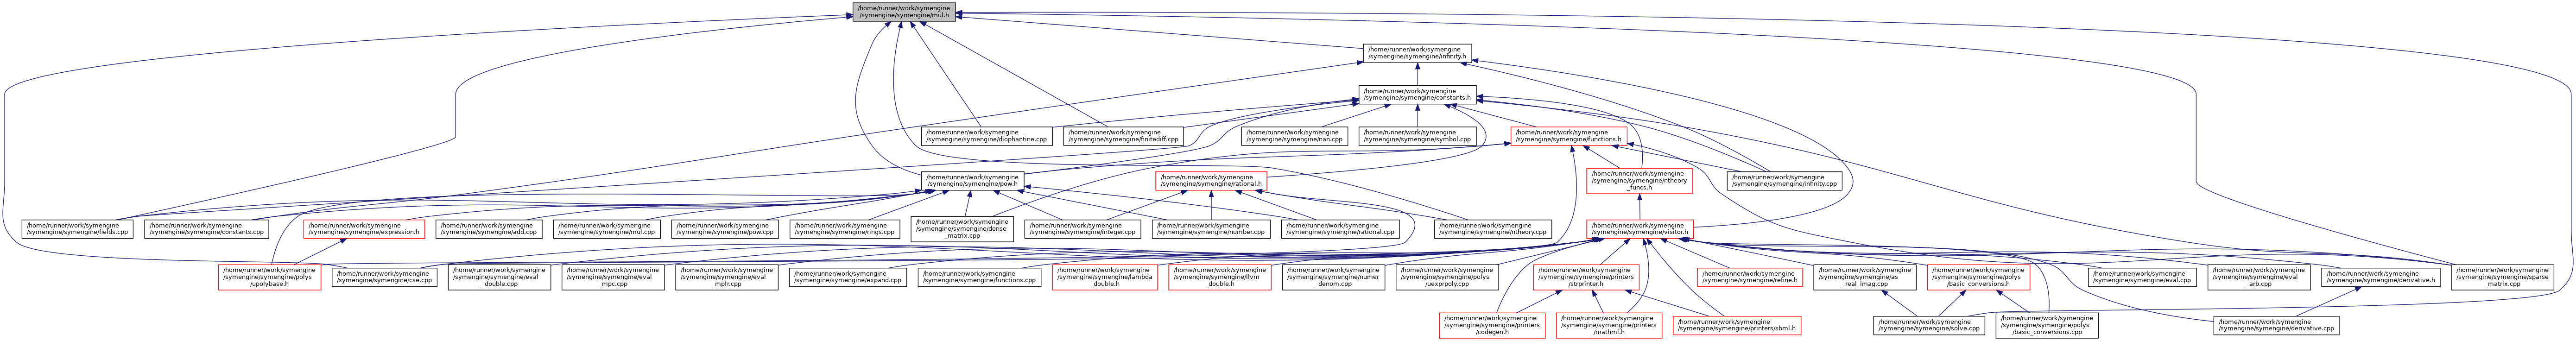 /home/runner/work/symengine
/symengine/symengine/mul.h
/home/runner/work/symengine
/symengine/symengine/infinity.h
/home/runner/work/symengine
/symengine/symengine/constants.h
/home/runner/work/symengine
/symengine/symengine/diophantine.cpp
/home/runner/work/symengine
/symengine/symengine/finitediff.cpp
/home/runner/work/symengine
/symengine/symengine/nan.cpp
/home/runner/work/symengine
/symengine/symengine/symbol.cpp
/home/runner/work/symengine
/symengine/symengine/functions.h
/home/runner/work/symengine
/symengine/symengine/pow.h
/home/runner/work/symengine
/symengine/symengine/rational.h
/home/runner/work/symengine
/symengine/symengine/ntheory
_funcs.h
/home/runner/work/symengine
/symengine/symengine/infinity.cpp
/home/runner/work/symengine
/symengine/symengine/fields.cpp
/home/runner/work/symengine
/symengine/symengine/constants.cpp
/home/runner/work/symengine
/symengine/symengine/expression.h
/home/runner/work/symengine
/symengine/symengine/add.cpp
/home/runner/work/symengine
/symengine/symengine/mul.cpp
/home/runner/work/symengine
/symengine/symengine/pow.cpp
/home/runner/work/symengine
/symengine/symengine/rings.cpp
/home/runner/work/symengine
/symengine/symengine/dense
_matrix.cpp
/home/runner/work/symengine
/symengine/symengine/integer.cpp
/home/runner/work/symengine
/symengine/symengine/number.cpp
/home/runner/work/symengine
/symengine/symengine/rational.cpp
/home/runner/work/symengine
/symengine/symengine/ntheory.cpp
/home/runner/work/symengine
/symengine/symengine/visitor.h
/home/runner/work/symengine
/symengine/symengine/polys
/upolybase.h
/home/runner/work/symengine
/symengine/symengine/cse.cpp
/home/runner/work/symengine
/symengine/symengine/eval
_double.cpp
/home/runner/work/symengine
/symengine/symengine/eval
_mpc.cpp
/home/runner/work/symengine
/symengine/symengine/eval
_mpfr.cpp
/home/runner/work/symengine
/symengine/symengine/expand.cpp
/home/runner/work/symengine
/symengine/symengine/functions.cpp
/home/runner/work/symengine
/symengine/symengine/lambda
_double.h
/home/runner/work/symengine
/symengine/symengine/llvm
_double.h
/home/runner/work/symengine
/symengine/symengine/numer
_denom.cpp
/home/runner/work/symengine
/symengine/symengine/polys
/uexprpoly.cpp
/home/runner/work/symengine
/symengine/symengine/printers
/strprinter.h
/home/runner/work/symengine
/symengine/symengine/refine.h
/home/runner/work/symengine
/symengine/symengine/as
_real_imag.cpp
/home/runner/work/symengine
/symengine/symengine/polys
/basic_conversions.h
/home/runner/work/symengine
/symengine/symengine/eval.cpp
/home/runner/work/symengine
/symengine/symengine/eval
_arb.cpp
/home/runner/work/symengine
/symengine/symengine/derivative.h
/home/runner/work/symengine
/symengine/symengine/sparse
_matrix.cpp
/home/runner/work/symengine
/symengine/symengine/printers
/codegen.h
/home/runner/work/symengine
/symengine/symengine/printers
/mathml.h
/home/runner/work/symengine
/symengine/symengine/printers/sbml.h
/home/runner/work/symengine
/symengine/symengine/solve.cpp
/home/runner/work/symengine
/symengine/symengine/polys
/basic_conversions.cpp
/home/runner/work/symengine
/symengine/symengine/derivative.cpp